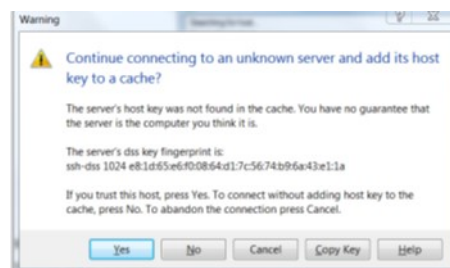 Warning
Continue connecting to an unknown server and add its host
key to a cache?
The server's host key was not found in the cache. You have no guarantee that
the server is the computer you think it is.
The server's dss key fingerprint is:
ssh-dss 1024 e8:1d:65:e6:f0:08:64:d1:7c:56:74:b9:6a:43:e1:1a
If you trust this host, press Yes. To connect without adding host key to the
cache, press No. To abandon the connection press Cancel.
Yes
No
Cancel
Copy Key
Help